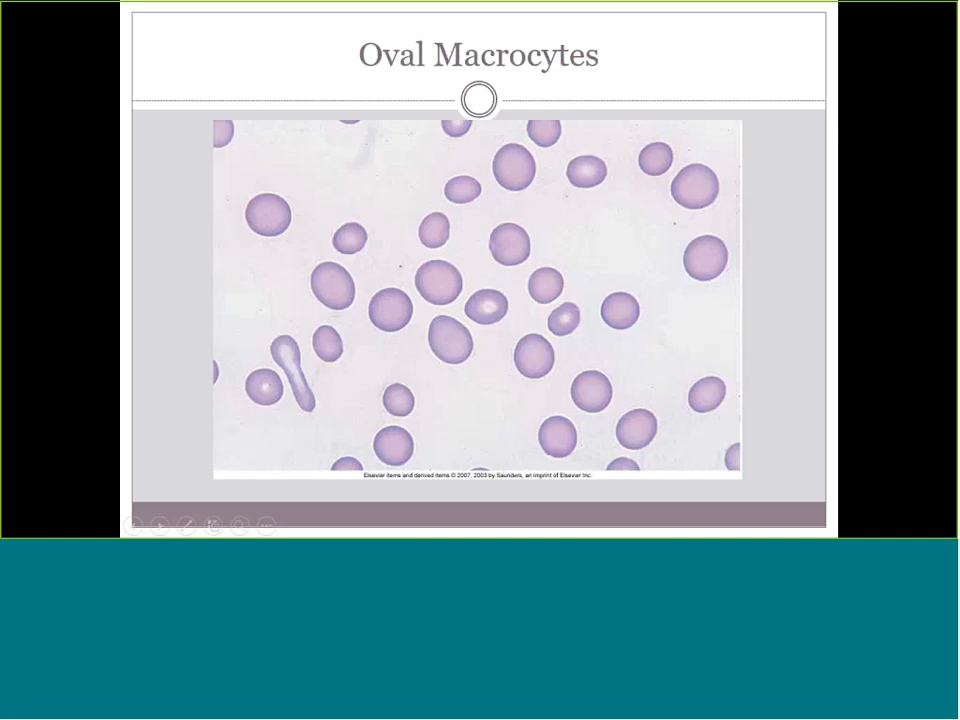 Oval Macrocytes
Elsevier items and derived items © 2007, 2003 by Saunders, an imprint of Elsevier Inc.